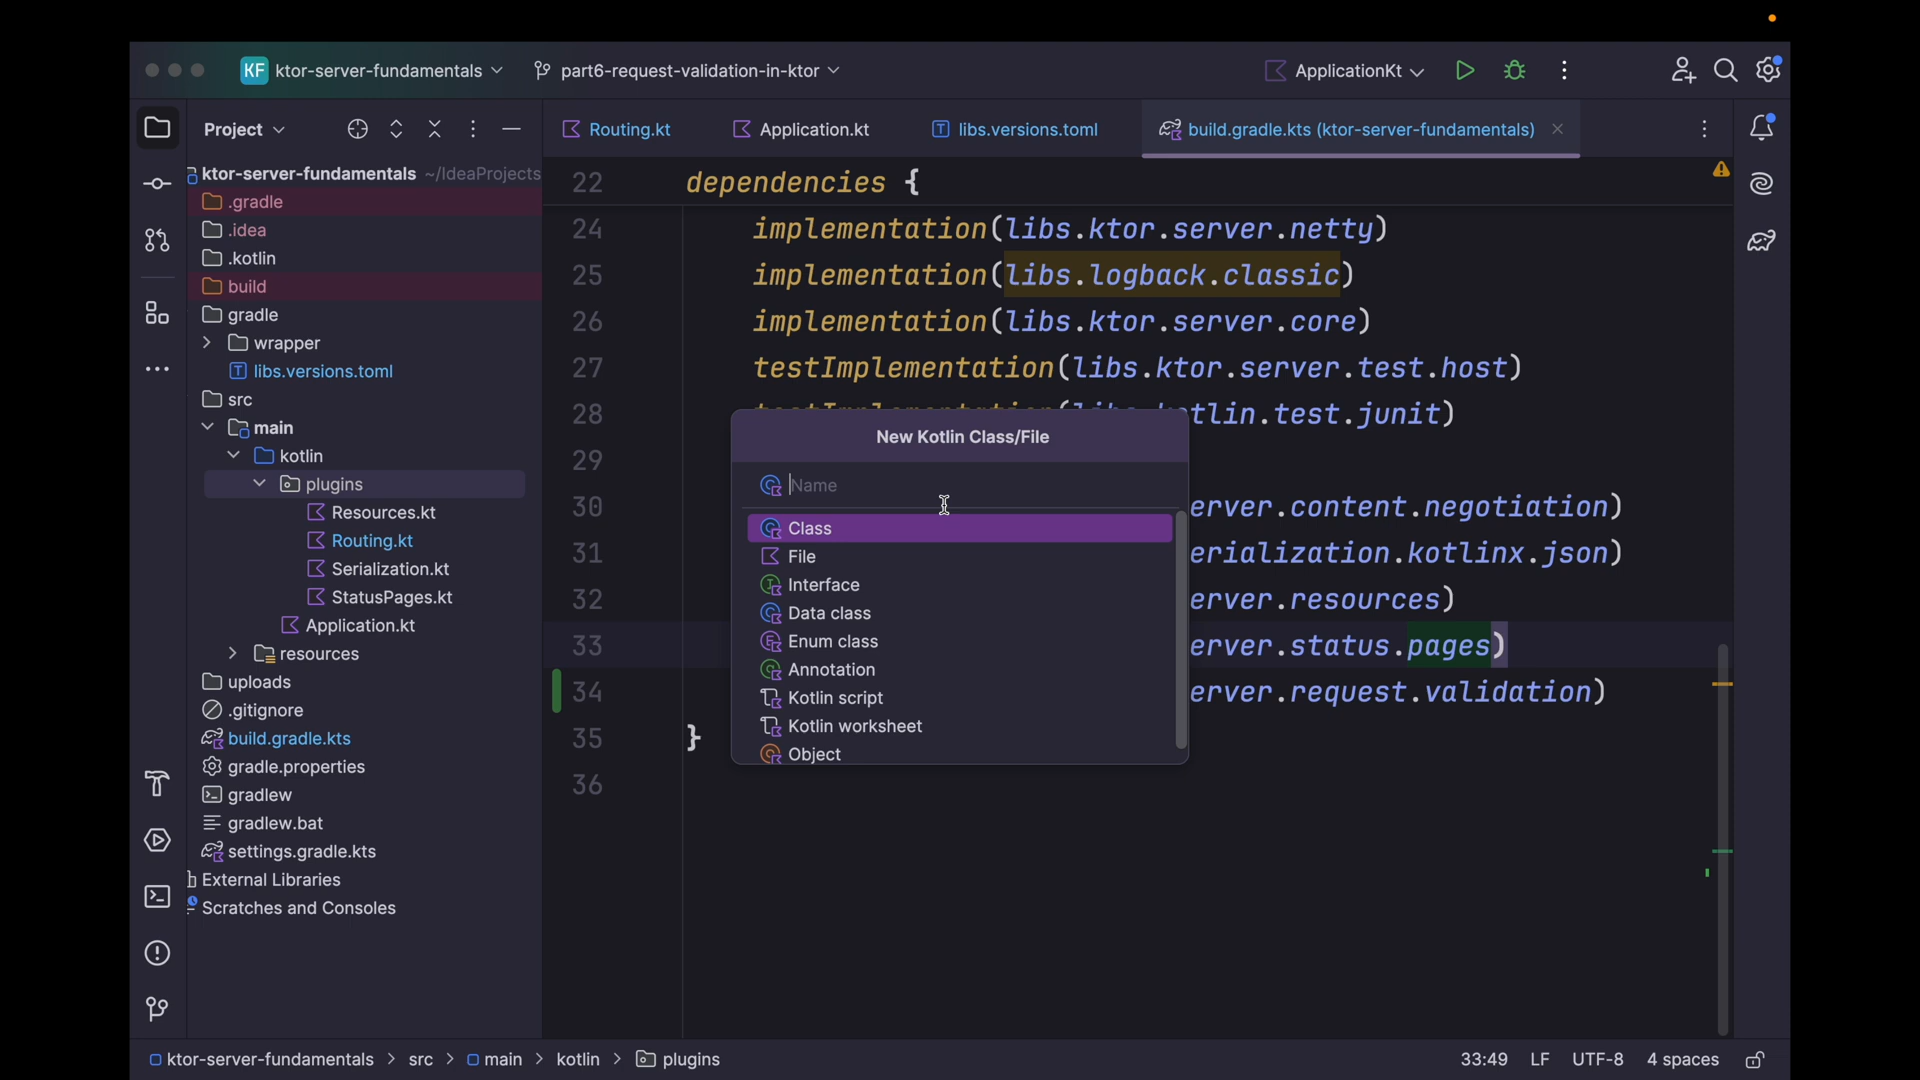 KF ktor-server-fundamentals part6-request-validation-in-ktor ApplicationKt
Project
Routing.kt Application.kt libs.versions.toml build.gradle.kts (ktor-server-fundamentals)
ktor-server-fundamentals ~/IdeaProjects
.gradle
.idea
.kotlin
build
gradle
wrapper
libs.versions.toml
src
main
kotlin
plugins
Resources.kt
Routing.kt
Serialization.kt
StatusPages.kt
Application.kt
resources
uploads
.gitignore
build.gradle.kts
gradle.properties
gradlew
gradlew.bat
settings.gradle.kts
External Libraries
Scratches and Consoles
22 dependencies {
24 implementation(libs.ktor.server.netty)
25 implementation(libs.logback.classic)
26 implementation(libs.ktor.server.core)
27 testImplementation(libs.ktor.server.test.host)
28 tlin.test.junit)
29
30 erver.content.negotiation)
31 erialization.kotlinx.json)
32 erver.resources)
33 erver.status.pages)
34 erver.request.validation)
35 }
36
New Kotlin Class/File
Name
Class
File
Interface
Data class
Enum class
Annotation
Kotlin script
Kotlin worksheet
Object
ktor-server-fundamentals > src > main > kotlin > plugins
33:49 LF UTF-8 4 spaces